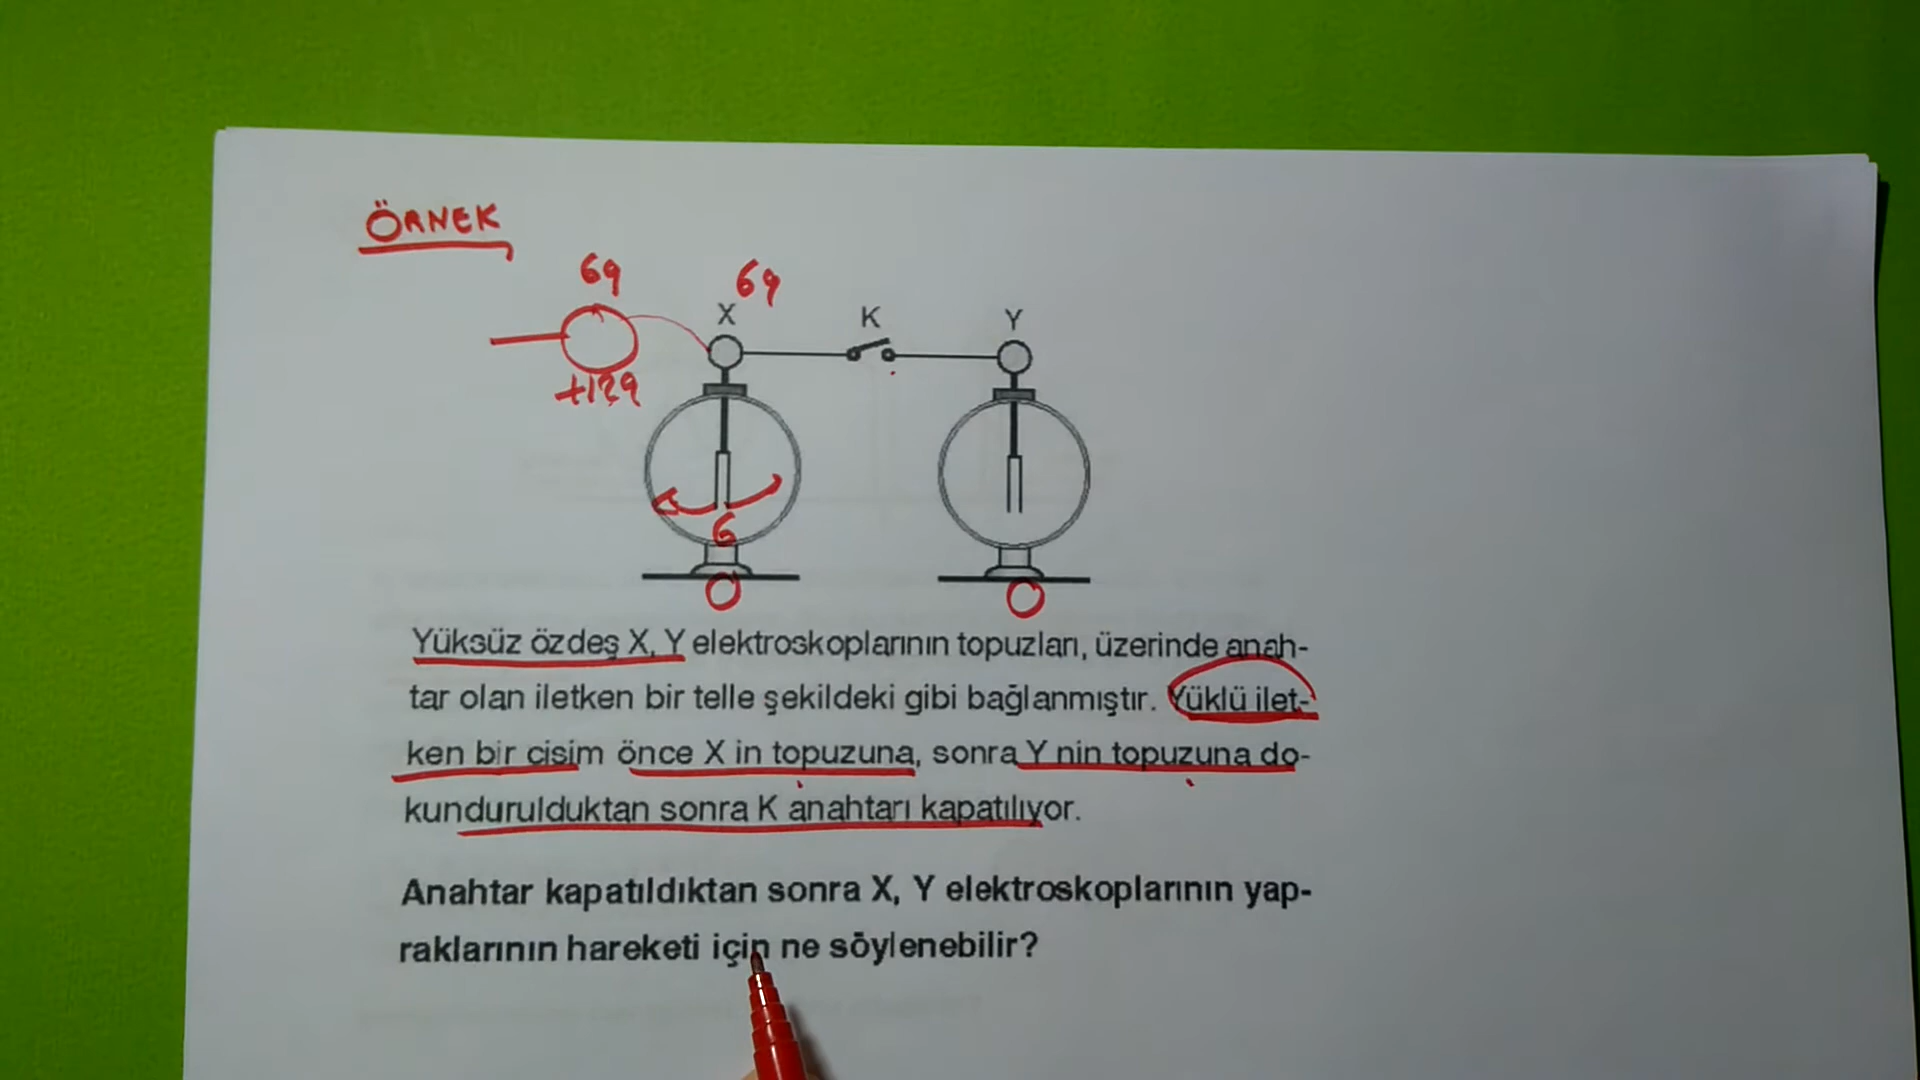 ÖRNEK
6q
6q
X
K
Y
+12q
6
0
0
Yüksüz özdeş X, Y elektroskoplarının topuzları, üzerinde anah-
tar olan iletken bir telle şekildeki gibi bağlanmıştır. Yüklü ilet-
ken bir cisim önce X in topuzuna, sonra Y nin topuzuna do-
kundurulduktan sonra K anahtarı kapatılıyor.
Anahtar kapatıldıktan sonra X, Y elektroskoplarının yap-
raklarının hareketi için ne söylenebilir?